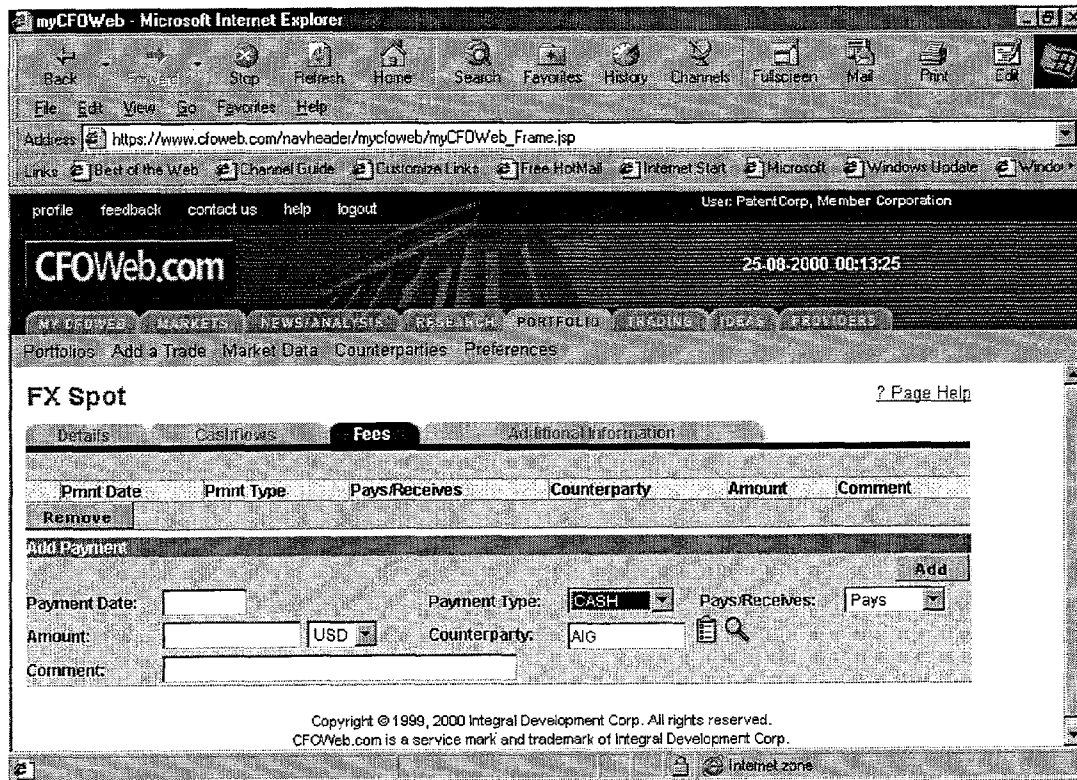 myCFOWeb - Microsoft Internet Explorer
Back Forward Stop Refresh Home Search Favorites History Channels Fullscreen Mail Print Edit
File Edit View Go Favorites Help
Address https://www.cfoweb.com/navheader/mycfoweb/myCFOWeb_Frame.jsp
Links Best of the Web Channel Guide Customize Links Free HotMail Internet Start Microsoft Windows Update Window
profile feedback contact us help logout User: PatentCorp, Member Corporation
CFOWeb.com 25-08-2000 00:13:25
MY CFOWEB MARKETS NEWS/ANALYSIS RESEARCH PORTFOLIO TRADING IDEAS PROVIDERS
Portfolios Add a Trade Market Data Counterparties Preferences
FX Spot ? Page Help
Details Cashflows Fees Additional Information
Pmnt Date Pmnt Type Pays/Receives Counterparty Amount Comment
Remove
Add Payment
Add
Payment Date: Payment Type: CASH Pays/Receives: Pays
Amount: USD Counterparty: AIG
Comment:
Copyright © 1999, 2000 Integral Development Corp. All rights reserved.
CFOWeb.com is a service mark and trademark of Integral Development Corp.
Internet zone